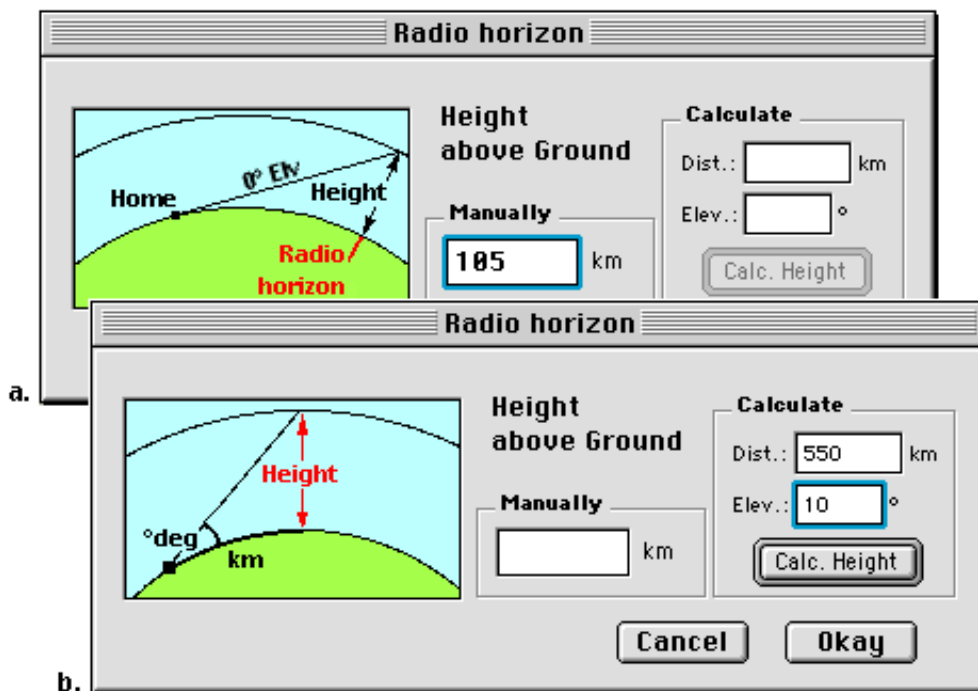 Radio horizon
Home
0° Elv
Height
Radio
horizon
Height
above Ground
Manually
105 km
Calculate
Dist.: km
Elev.: °
Calc. Height
a.
Radio horizon
Height
°deg
km
Height
above Ground
Manually
km
Calculate
Dist.: 550 km
Elev.: 10 °
Calc. Height
Cancel Okay
b.